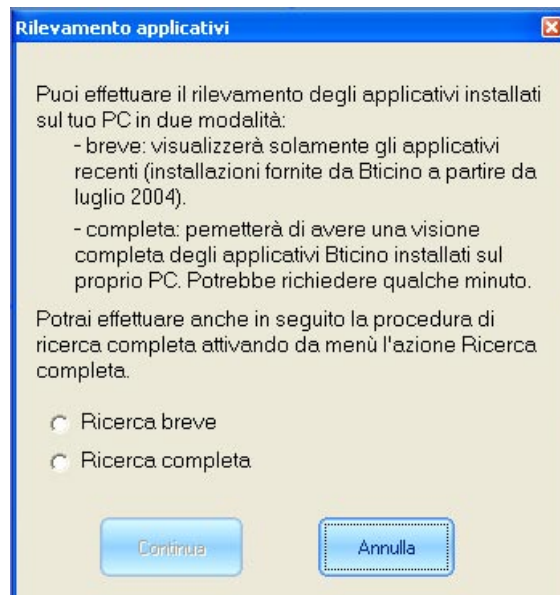 Rilevamento applicativi
Puoi effettuare il rilevamento degli applicativi installati
sul tuo PC in due modalità:
- breve: visualizzerà solamente gli applicativi
recenti (installazioni fornite da Bticino a partire da
luglio 2004).
- completa: pemetterà di avere una visione
completa degli applicativi Bticino installati sul
proprio PC. Potrebbe richiedere qualche minuto.
Potrai effettuare anche in seguito la procedura di
ricerca completa attivando da menù l'azione Ricerca
completa.
Ricerca breve
Ricerca completa
Continua
Annulla